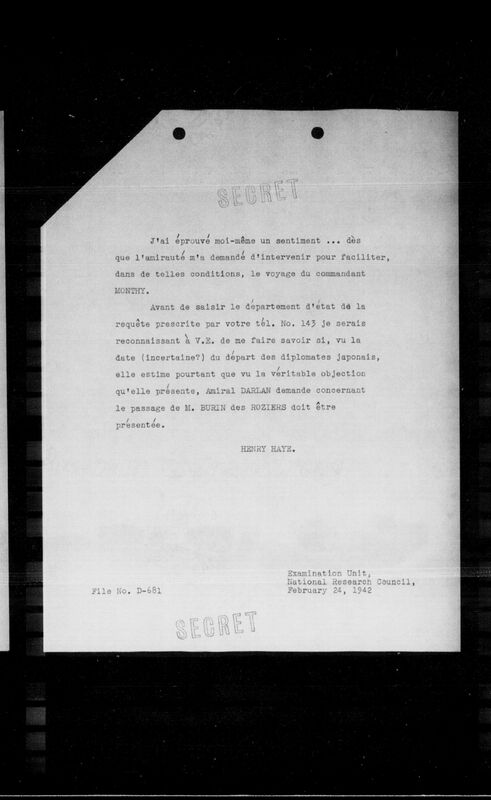 SECRET
J'ai éprouvé moi-même un sentiment ... dès
que l'amirauté m'a demandé d'intervenir pour faciliter,
dans de telles conditions, le voyage du commandant
MONTHY.
Avant de saisir le département d'état de la
requête prescrite par votre tél. No. 143 je serais
reconnaissant à V.E. de me faire savoir si, vu la
date (incertaine?) du départ des diplomates japonais,
elle estime pourtant que vu la véritable objection
qu'elle présente, Amiral DARLAN demande concernant
le passage de M. BURIN des ROZIERS doit être
présentée.
HENRY HAYE.
Examination Unit,
National Research Council,
File No. D-681
February 24, 1942
SECRET